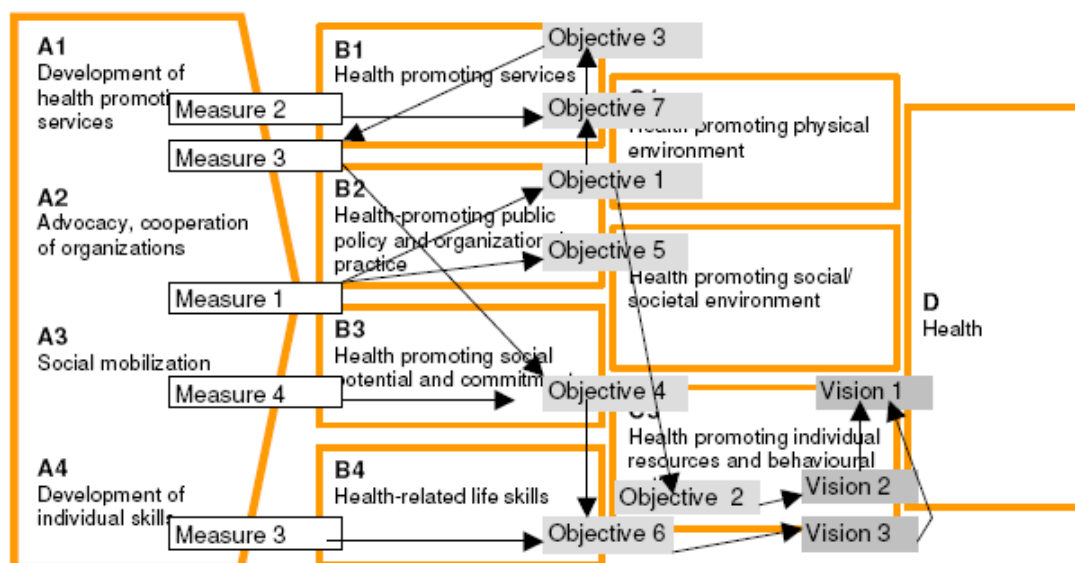 A1
Development of
health promoti
services
Measure 2
Measure 3
A2
Advocacy, cooperation
of organizations
Measure 1
A3
Social mobilization
Measure 4
A4
Development of
individual skills
Measure 3
B1
Health promoting services
Objective 3
Objective 7
B2
Health-promoting public
policy and organization
practice
Objective 1
Objective 5
B3
Health promoting social
potential and commitm
Objective 4
B4
Health-related life skills
Objective 6
Health promoting physical
environment
Health promoting social/
societal environment
Health promoting individual
resources and behavioural
Objective 2
Vision 1
Vision 2
Vision 3
D
Health